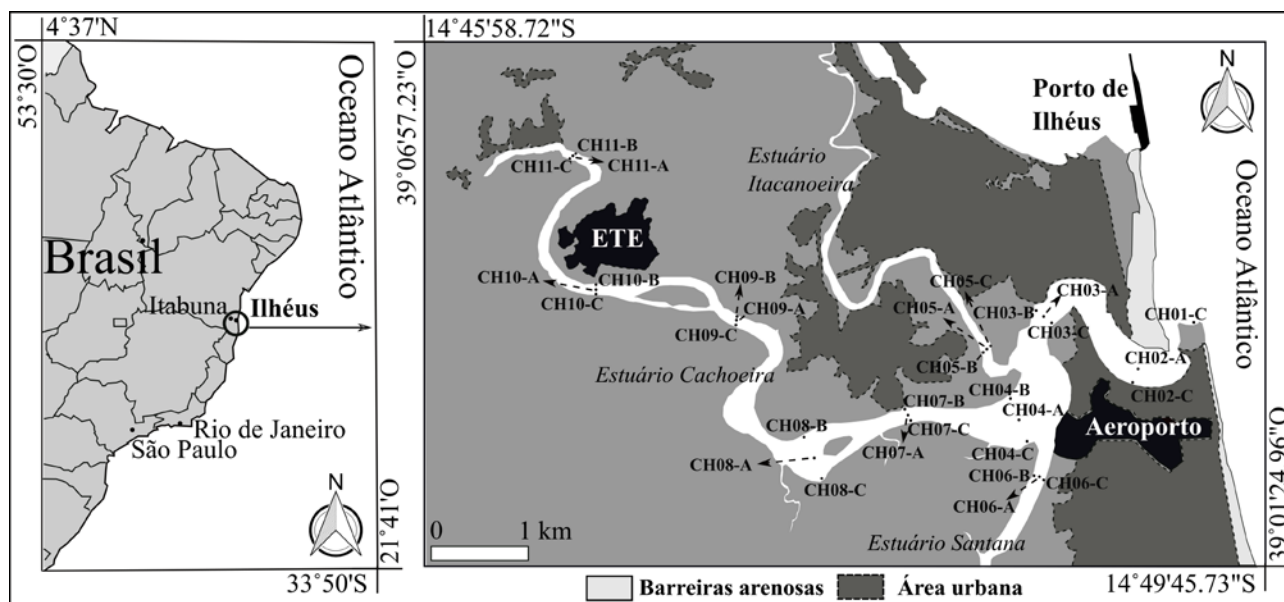 4°37'N
53°30'O
Oceano Atlântico
Brasil
Itabuna
Ilhéus
Rio de Janeiro
São Paulo
N
21°41'O
33°50'S
14°45'58.72"S
39°06'57.23"O
CH11-B
CH11-C
CH11-A
ETE
CH10-A
CH10-B
CH10-C
CH09-B
CH09-A
CH09-C
Estuário
Itacanoeira
Porto de
Ilhéus
N
Oceano Atlântico
CH05-C
CH03-A
CH03-B
CH05-A
CH03-C
CH01-C
CH05-B
CH02-A
CH02-C
Estuário Cachoeira
CH04-B
CH07-B
CH04-A
CH07-C
Aeroporto
CH08-B
CH07-A
CH04-C
CH08-A
CH06-B
CH06-C
CH08-C
CH06-A
Estuário Santana
0 1 km
39°01'24.96"O
14°49'45.73"S
Barreiras arenosas
Área urbana